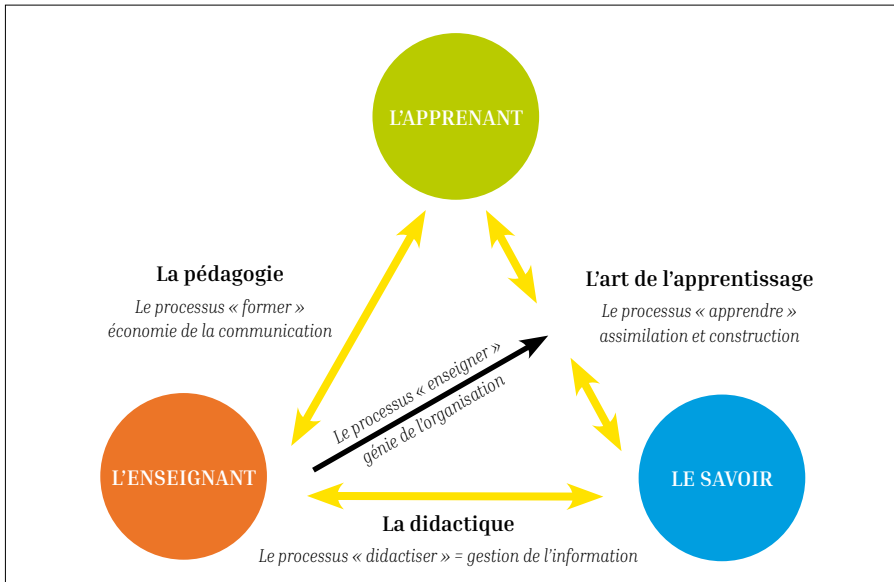 L’APPRENANT
La pédagogie
Le processus « former »
économie de la communication
L’art de l’apprentissage
Le processus « apprendre »
assimilation et construction
Le processus « enseigner »
génie de l’organisation
L’ENSEIGNANT
LE SAVOIR
La didactique
Le processus « didactiser » = gestion de l’information